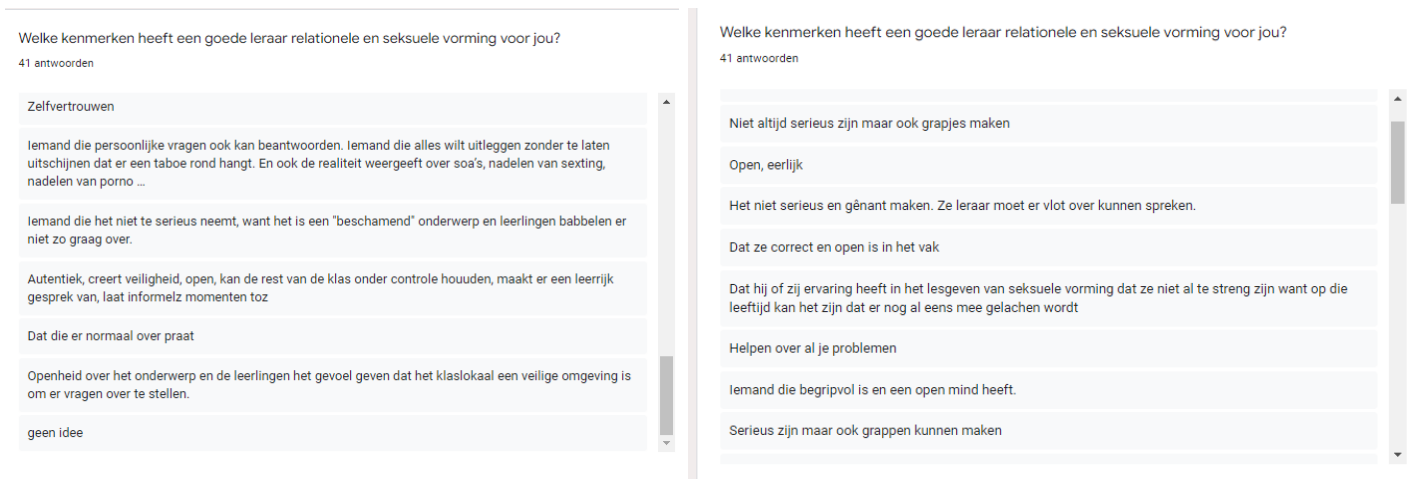 Welke kenmerken heeft een goede leraar relationele en seksuele vorming voor jou?
41 antwoorden
Zelfvertrouwen
Iemand die persoonlijke vragen ook kan beantwoorden. Iemand die alles wilt uitleggen zonder te laten
uitschijnen dat er een taboe rond hangt. En ook de realiteit weergeeft over soa's, nadelen van sexting,
nadelen van porno ...
Iemand die het niet te serieus neemt, want het is een "beschamend" onderwerp en leerlingen babbelen er
niet zo graag over.
Autentiek, creert veiligheid, open, kan de rest van de klas onder controle houuden, maakt er een leerrijk
gesprek van, laat informelz momenten toz
Dat die er normaal over praat
Openheid over het onderwerp en de leerlingen het gevoel geven dat het klaslokaal een veilige omgeving is
om er vragen over te stellen.
geen idee
Welke kenmerken heeft een goede leraar relationele en seksuele vorming voor jou?
41 antwoorden
Niet altijd serieus zijn maar ook grapjes maken
Open, eerlijk
Het niet serieus en gênant maken. Ze leraar moet er vlot over kunnen spreken.
Dat ze correct en open is in het vak
Dat hij of zij ervaring heeft in het lesgeven van seksuele vorming dat ze niet al te streng zijn want op die
leeftijd kan het zijn dat er nog al eens mee gelachen wordt
Helpen over al je problemen
Iemand die begripvol is en een open mind heeft.
Serieus zijn maar ook grappen kunnen maken